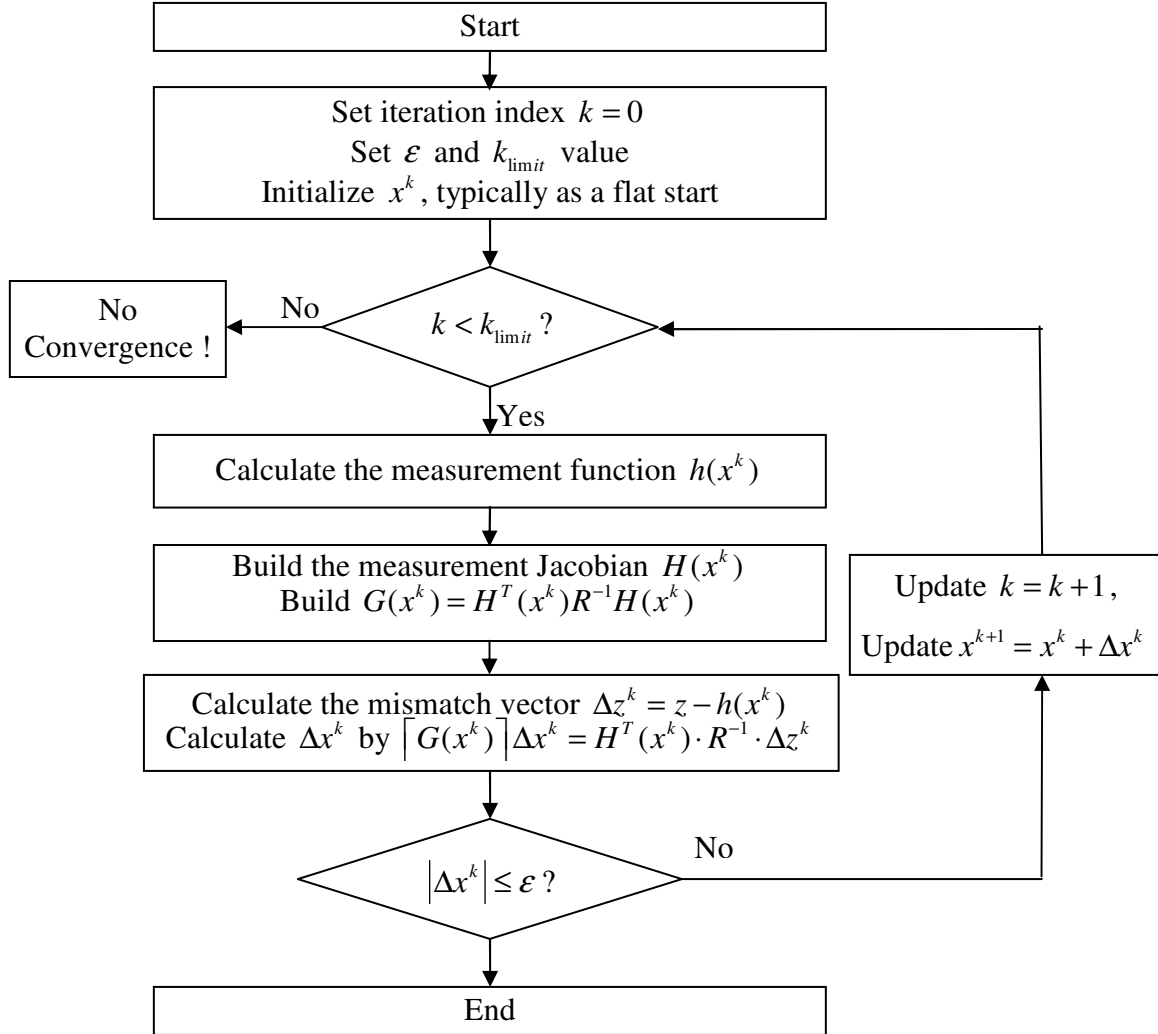 Start
Set iteration index k = 0
Set ε and k_limit value
Initialize x^k , typically as a flat start
No
Convergence !
No
k < k_limit ?
Yes
Calculate the measurement function h(x^k)
Build the measurement Jacobian H(x^k)
Build G(x^k) = H^T(x^k)R^-1H(x^k)
Update k = k+1 ,
Update x^k+1 = x^k + Δx^k
Calculate the mismatch vector Δz^k = z − h(x^k)
Calculate Δx^k by ⌈G(x^k)⌉Δx^k = H^T(x^k)· R^-1 · Δz^k
No
|Δx^k| ≤ ε ?
End